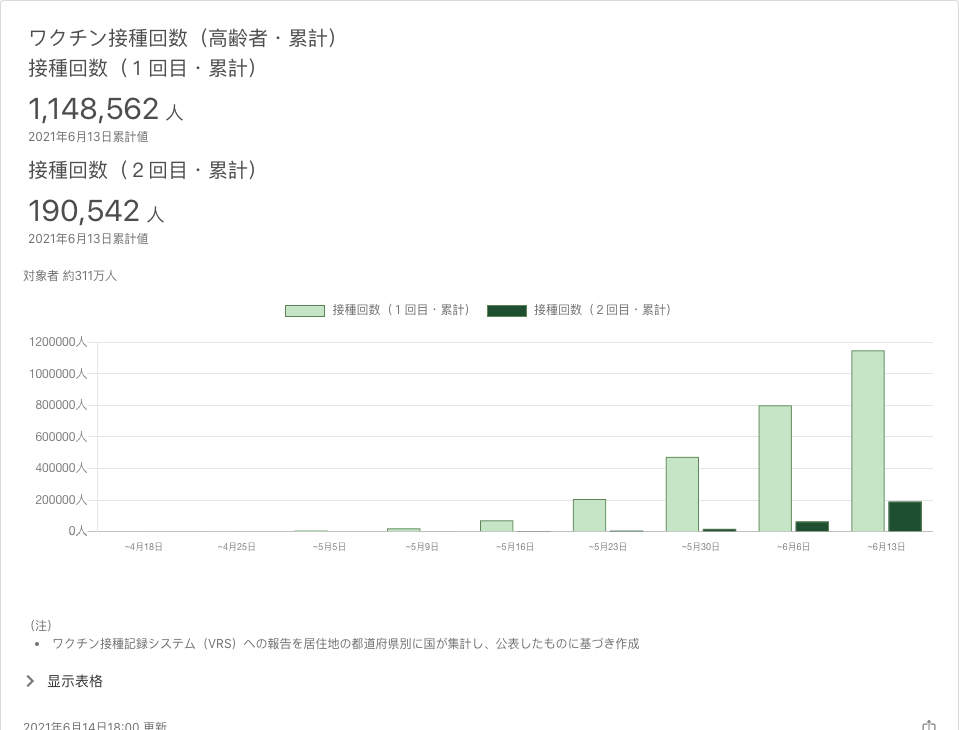 ワクチン接種回数（高齢者・累計）
接種回数（１回目・累計）
1,148,562 人
2021年6月13日累計値
接種回数（２回目・累計）
190,542 人
2021年6月13日累計値
対象者 約311万人
接種回数（１回目・累計） 接種回数（２回目・累計）
1200000人
1000000人
800000人
600000人
400000人
200000人
0人
~4月18日 ~4月25日 ~5月5日 ~5月9日 ~5月16日 ~5月23日 ~5月30日 ~6月6日 ~6月13日
（注）
• ワクチン接種記録システム（VRS）への報告を居住地の都道府県別に国が集計し、公表したものに基づき作成
显示表格
2021年6月14日18:00 更新